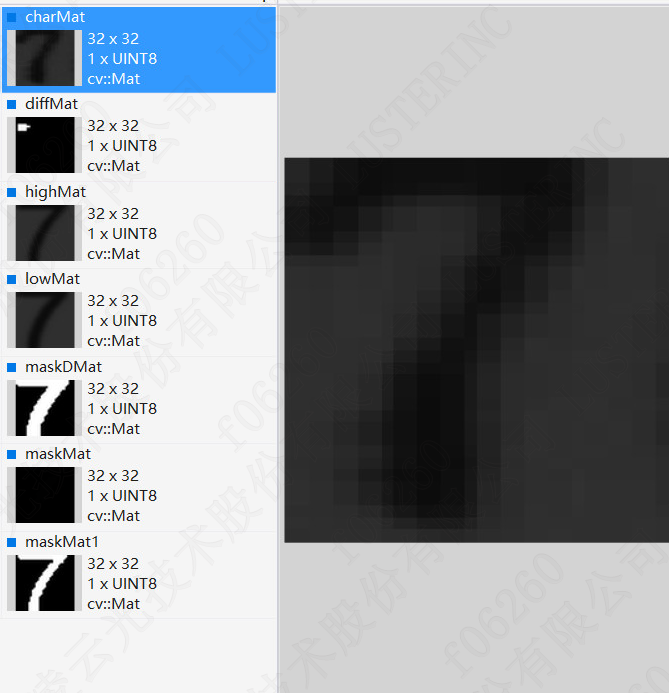 charMat
32 x 32
1 x UINT8
cv::Mat
diffMat
32 x 32
1 x UINT8
cv::Mat
highMat
32 x 32
1 x UINT8
cv::Mat
lowMat
32 x 32
1 x UINT8
cv::Mat
maskDMat
32 x 32
1 x UINT8
cv::Mat
maskMat
32 x 32
1 x UINT8
cv::Mat
maskMat1
32 x 32
1 x UINT8
cv::Mat
7
凌云光技术股份有限公司 LUSTERINC
f06260